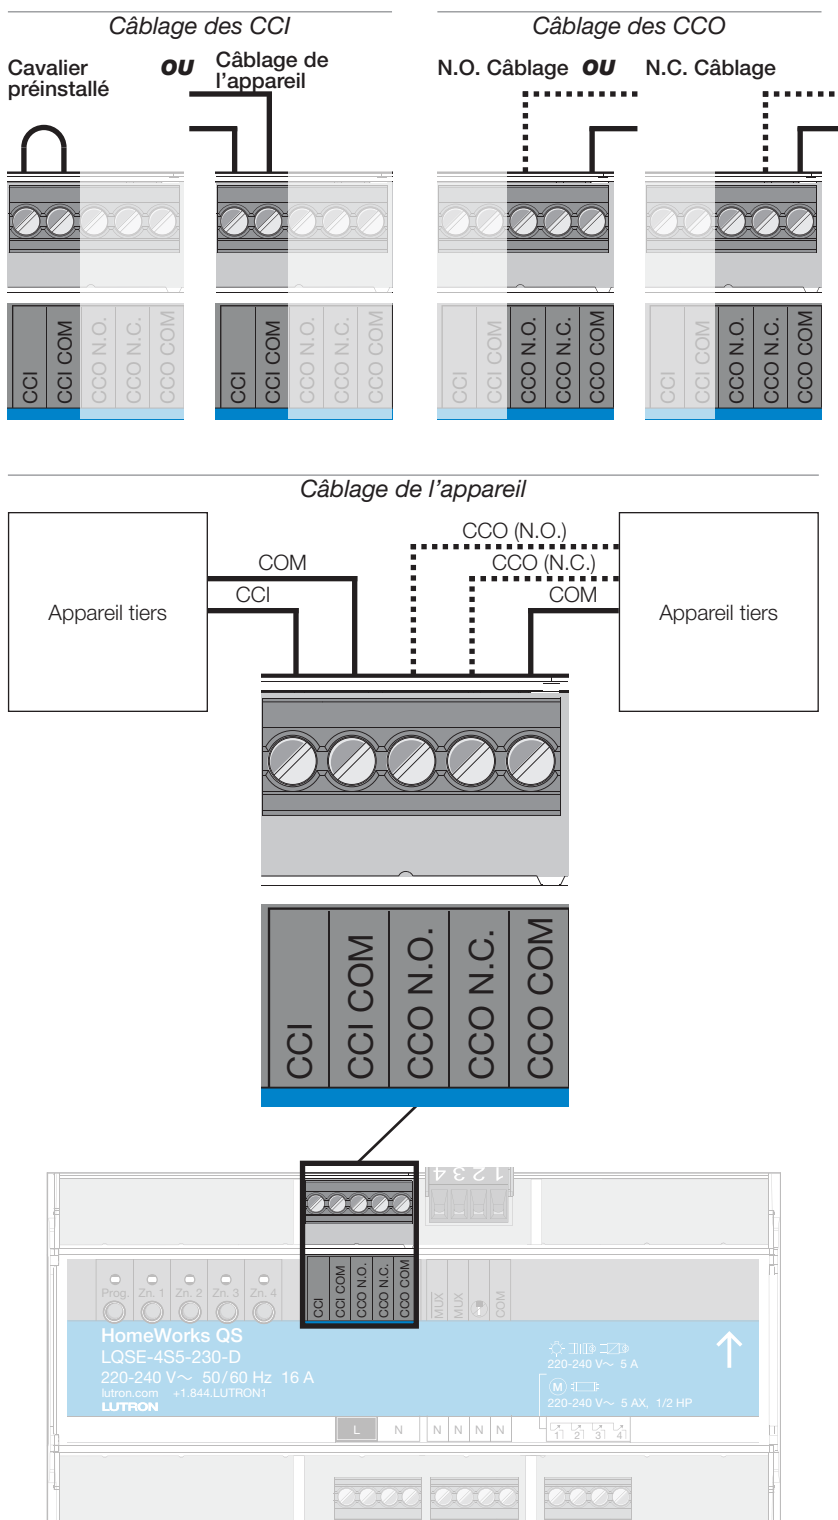 Câblage des CCI
Câblage des CCO
Cavalier
préinstallé
OU
Câblage de
l’appareil
N.O. Câblage OU N.C. Câblage
CCI
CCI COM
CCO N.O.
CCO N.C.
CCO COM
CCI
CCI COM
CCO N.O.
CCO N.C.
CCO COM
CCI
CCI COM
CCO N.O.
CCO N.C.
CCO COM
CCI
CCI COM
CCO N.O.
CCO N.C.
CCO COM
Câblage de l’appareil
Appareil tiers
COM
CCI
CCO (N.O.)
CCO (N.C.)
COM
Appareil tiers
CCI
CCI COM
CCO N.O.
CCO N.C.
CCO COM
4 3 2 1
Prog. Zn. 1 Zn. 2 Zn. 3 Zn. 4
CCI
CCI COM
CCO N.O.
CCO N.C.
CCO COM
MUX
MUX
COM
HomeWorks QS
LQSE-4S5-230-D
220-240 V～ 50/60 Hz 16 A
lutron.com +1.844.LUTRON1
LUTRON
220-240 V～ 5 A
M
220-240 V～ 5 AX, 1/2 HP
L N N N N N
1 2 3 4